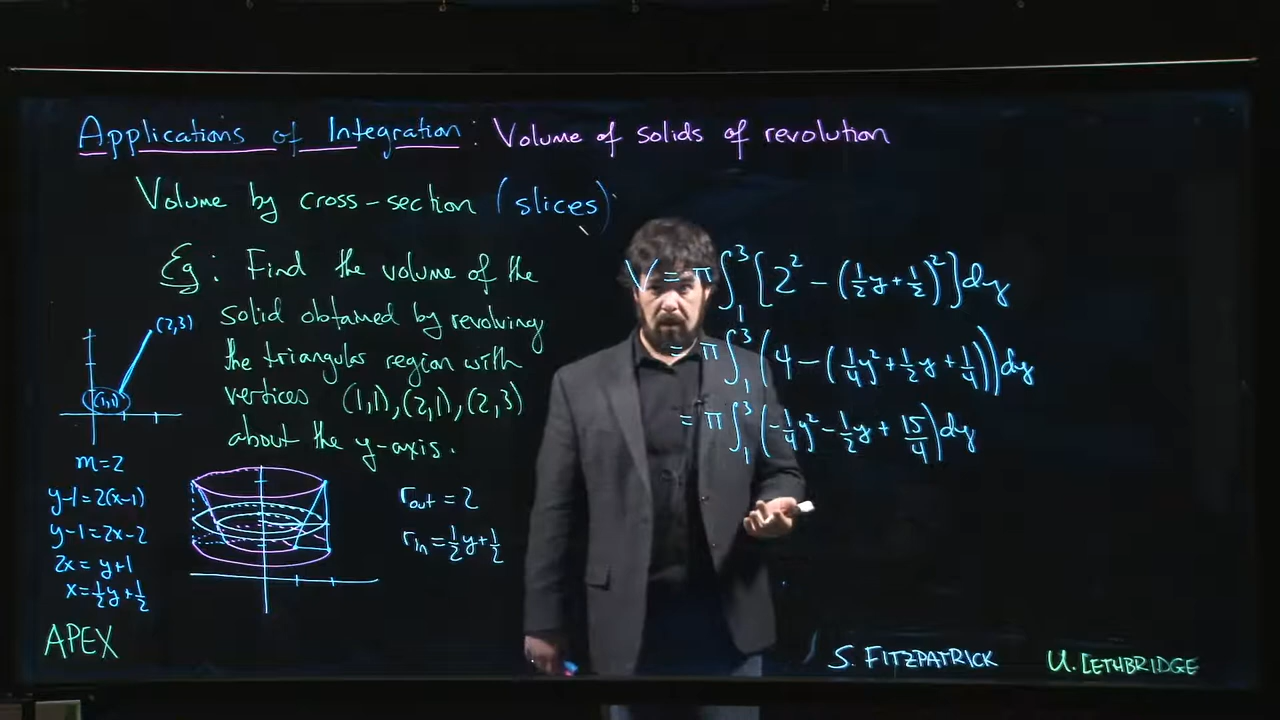 Applications of Integration: Volume of solids of revolution
Volume by cross-section (slices)
Eg: Find the volume of the
solid obtained by revolving
the triangular region with
vertices (1,1),(2,1),(2,3)
about the y-axis.
(2,3)
(1,1)
m=2
y-1=2(x-1)
y-1=2x-2
2x=y+1
x=½y+½
r_out=2
r_in=½y+½
V=π∫₁³[2²-(½y+½)²]dy
=π∫₁³(4-(¼y²+½y+¼))dy
=π∫₁³(-¼y²-½y+15/4)dy
APEX
S. FITZPATRICK
U. LETHBRIDGE